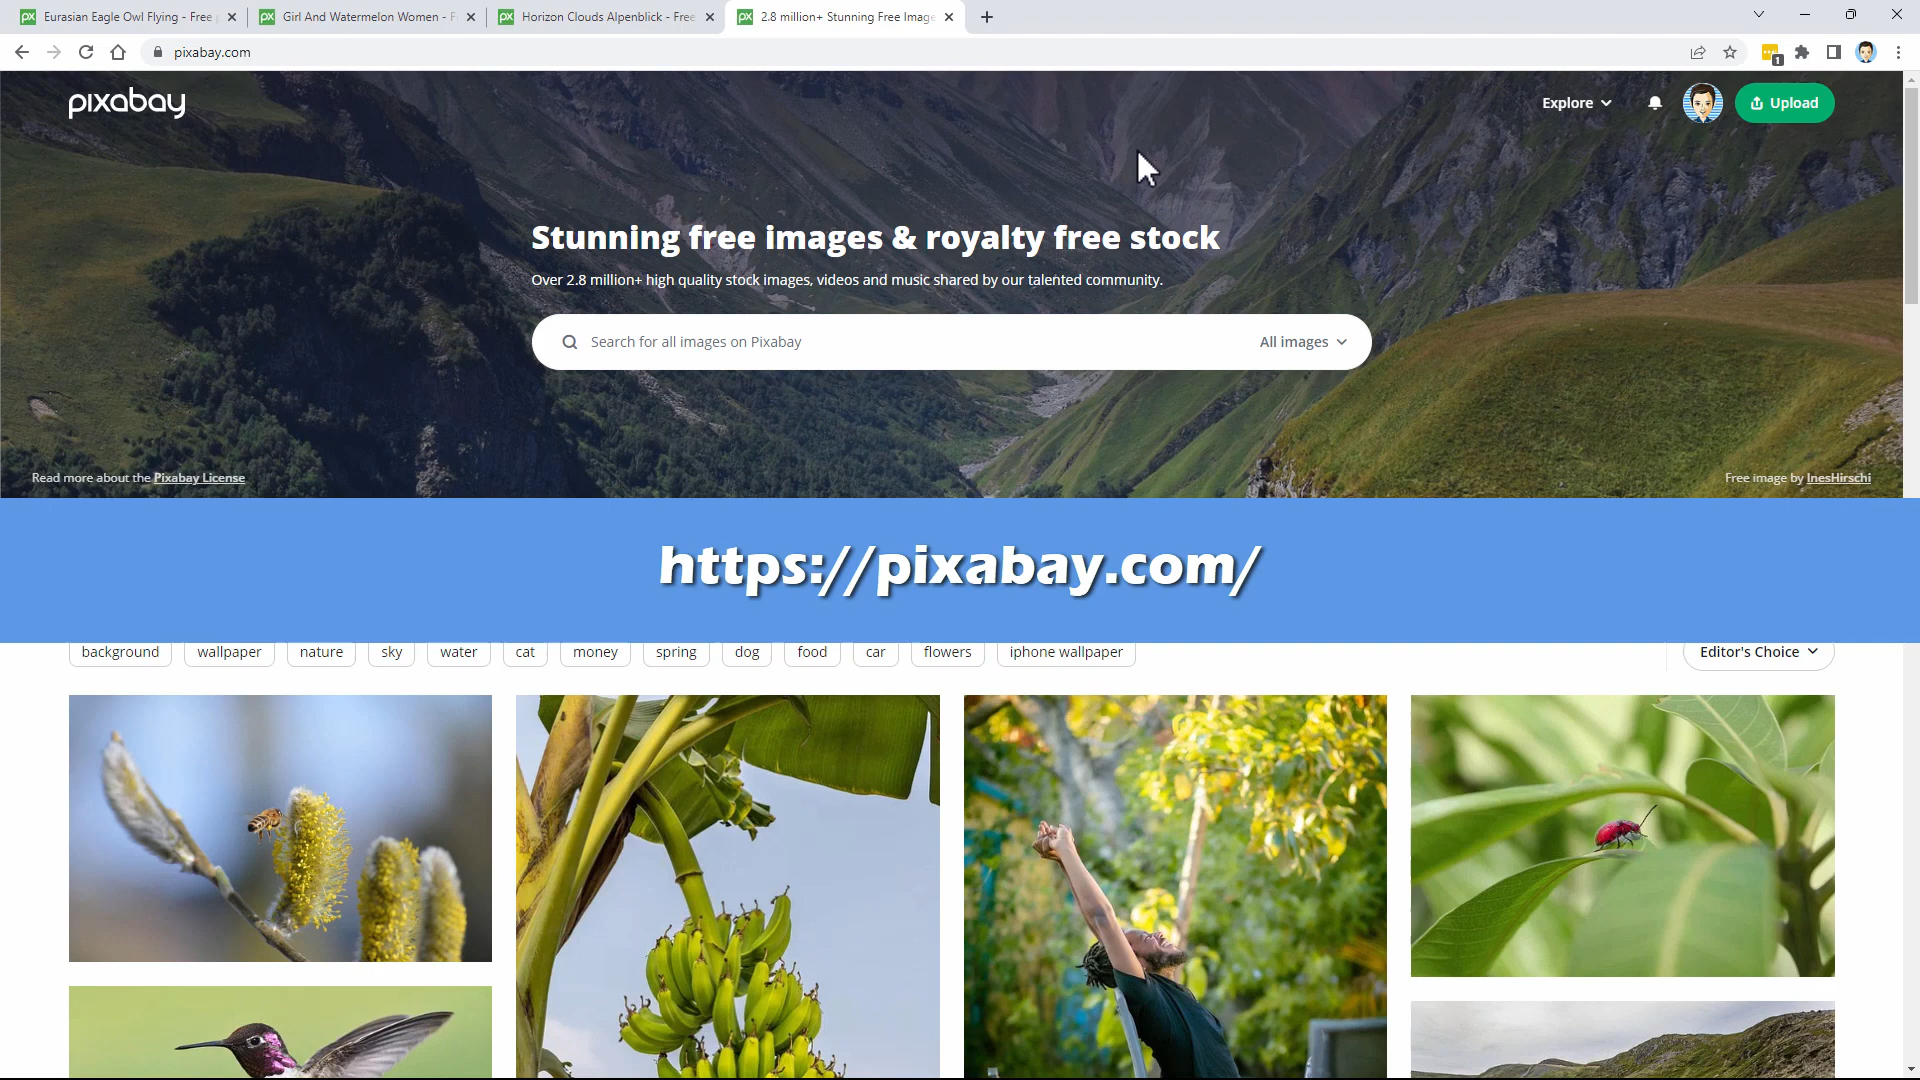 Eurasian Eagle Owl Flying - Free
Girl And Watermelon Women - F
Horizon Clouds Alpenblick - Free
2.8 million+ Stunning Free Image
pixabay.com
1
pixabay
Explore
Upload
Stunning free images & royalty free stock
Over 2.8 million+ high quality stock images, videos and music shared by our talented community.
Search for all images on Pixabay
All images
Read more about the Pixabay License
Free image by InesHirschi
https://pixabay.com/
background
wallpaper
nature
sky
water
cat
money
spring
dog
food
car
flowers
iphone wallpaper
Editor's Choice